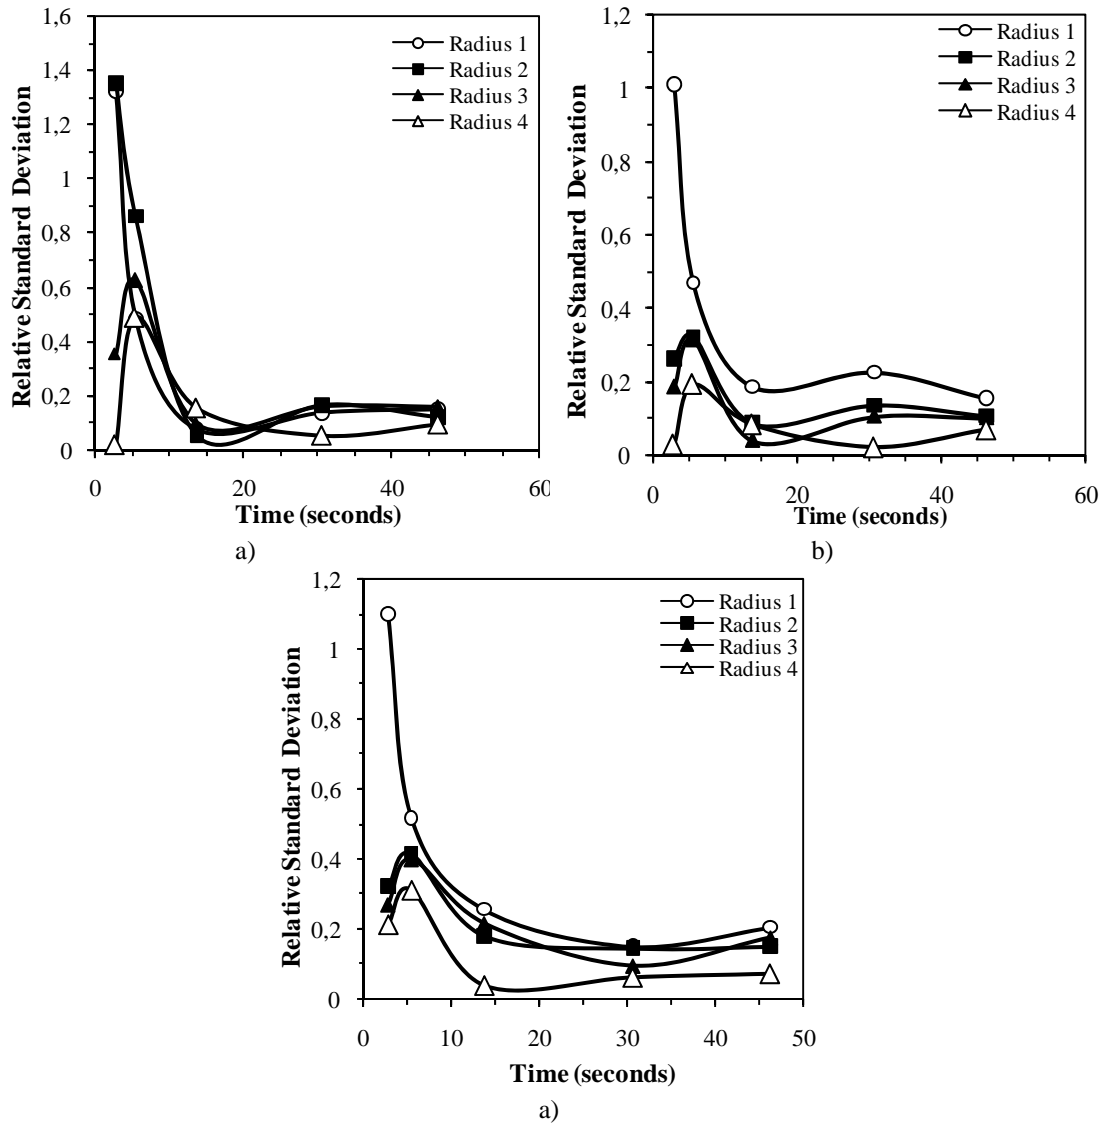 1,6
1,4
1,2
1
0,8
0,6
0,4
0,2
0
Relative Standard Deviation
Radius 1
Radius 2
Radius 3
Radius 4
0 20 40 60
Time (seconds)
a)
1,2
1
0,8
0,6
0,4
0,2
0
Relative Standard Deviation
Radius 1
Radius 2
Radius 3
Radius 4
0 20 40 60
Time (seconds)
b)
1,2
1
0,8
0,6
0,4
0,2
0
Relative Standard Deviation
Radius 1
Radius 2
Radius 3
Radius 4
0 10 20 30 40 50
Time (seconds)
a)